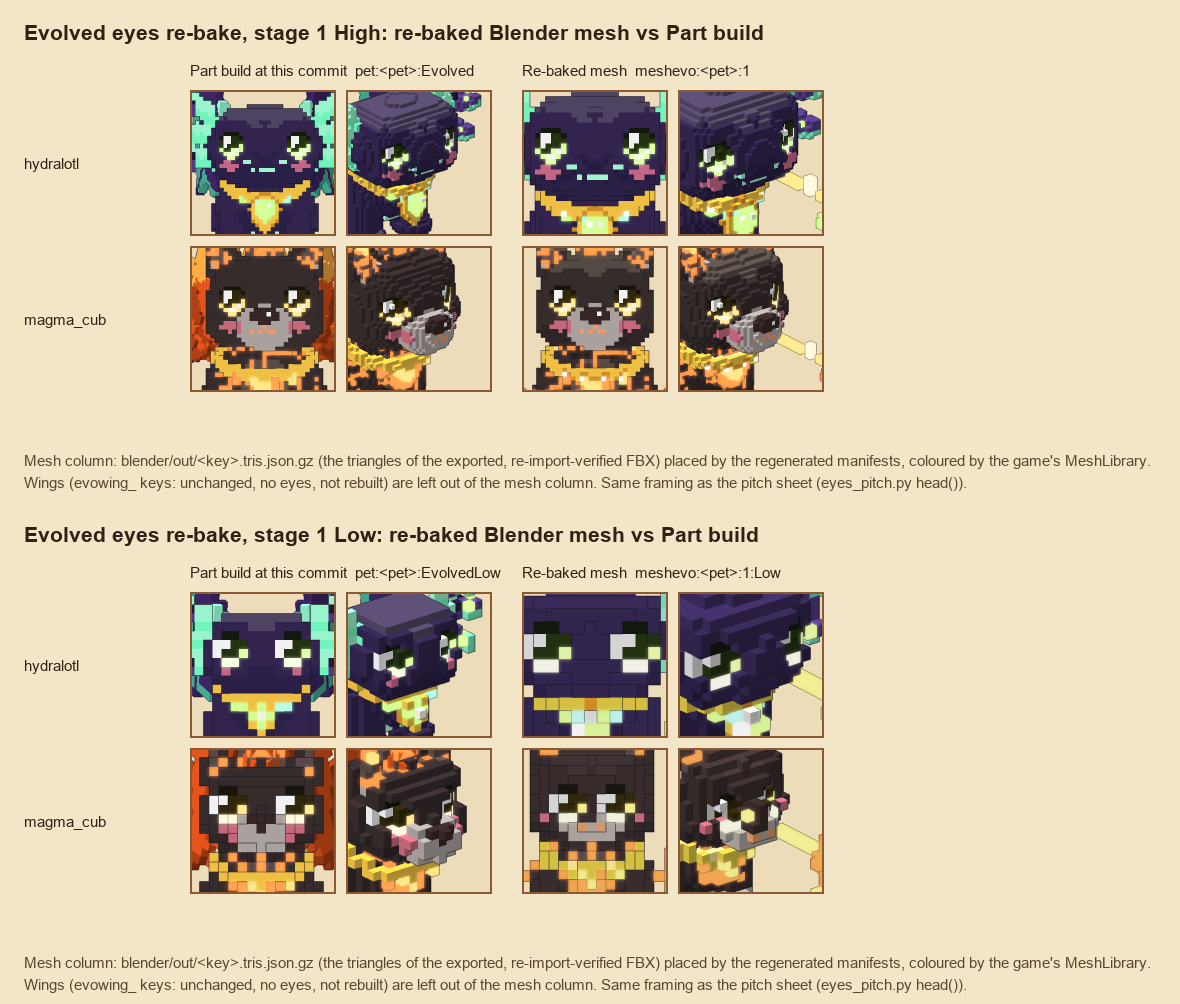 Evolved eyes re-bake, stage 1 High: re-baked Blender mesh vs Part build
Part build at this commit  pet:<pet>:Evolved
Re-baked mesh  meshevo:<pet>:1
hydralotl
magma_cub
Mesh column: blender/out/<key>.tris.json.gz (the triangles of the exported, re-import-verified FBX) placed by the regenerated manifests, coloured by the game's MeshLibrary.
Wings (evowing_ keys: unchanged, no eyes, not rebuilt) are left out of the mesh column. Same framing as the pitch sheet (eyes_pitch.py head()).
Evolved eyes re-bake, stage 1 Low: re-baked Blender mesh vs Part build
Part build at this commit  pet:<pet>:EvolvedLow
Re-baked mesh  meshevo:<pet>:1:Low
hydralotl
magma_cub
Mesh column: blender/out/<key>.tris.json.gz (the triangles of the exported, re-import-verified FBX) placed by the regenerated manifests, coloured by the game's MeshLibrary.
Wings (evowing_ keys: unchanged, no eyes, not rebuilt) are left out of the mesh column. Same framing as the pitch sheet (eyes_pitch.py head()).